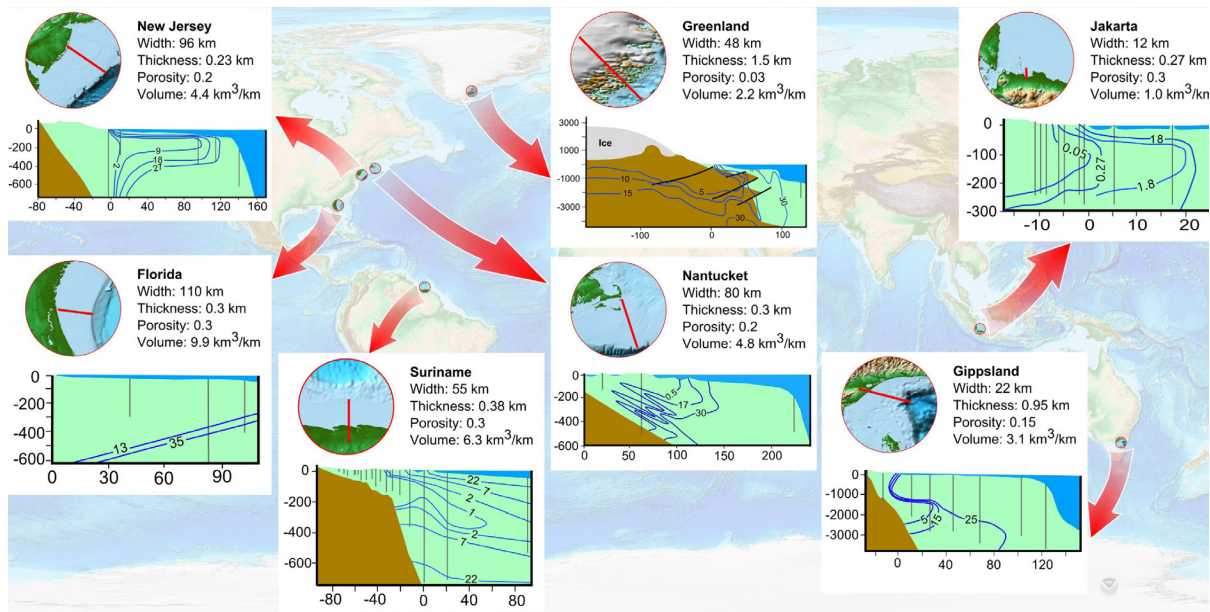 New Jersey
Width: 96 km
Thickness: 0.23 km
Porosity: 0.2
Volume: 4.4 km3/km
0
-200
-400
-600
2
9
18
27
-80 -40 0 40 80 120 160
Greenland
Width: 48 km
Thickness: 1.5 km
Porosity: 0.03
Volume: 2.2 km3/km
3000
1000
-1000
-3000
Ice
10
15
5
30
30
-100 0 100
Jakarta
Width: 12 km
Thickness: 0.27 km
Porosity: 0.3
Volume: 1.0 km3/km
0
-100
-200
-300
0.05
0.27
18
1.8
-10 0 10 20
Florida
Width: 110 km
Thickness: 0.3 km
Porosity: 0.3
Volume: 9.9 km3/km
0
-200
-400
-600
13
35
0 30 60 90
Suriname
Width: 55 km
Thickness: 0.38 km
Porosity: 0.3
Volume: 6.3 km3/km
0
-200
-400
-600
22
7
2
1
2
7
22
-80 -40 0 40 80
Nantucket
Width: 80 km
Thickness: 0.3 km
Porosity: 0.2
Volume: 4.8 km3/km
0
-200
-400
-600
0.5
17
30
0 50 100 150 200
Gippsland
Width: 22 km
Thickness: 0.95 km
Porosity: 0.15
Volume: 3.1 km3/km
0
-1000
-2000
-3000
5
15
25
-20 0 20 40 60 80 100 120 140